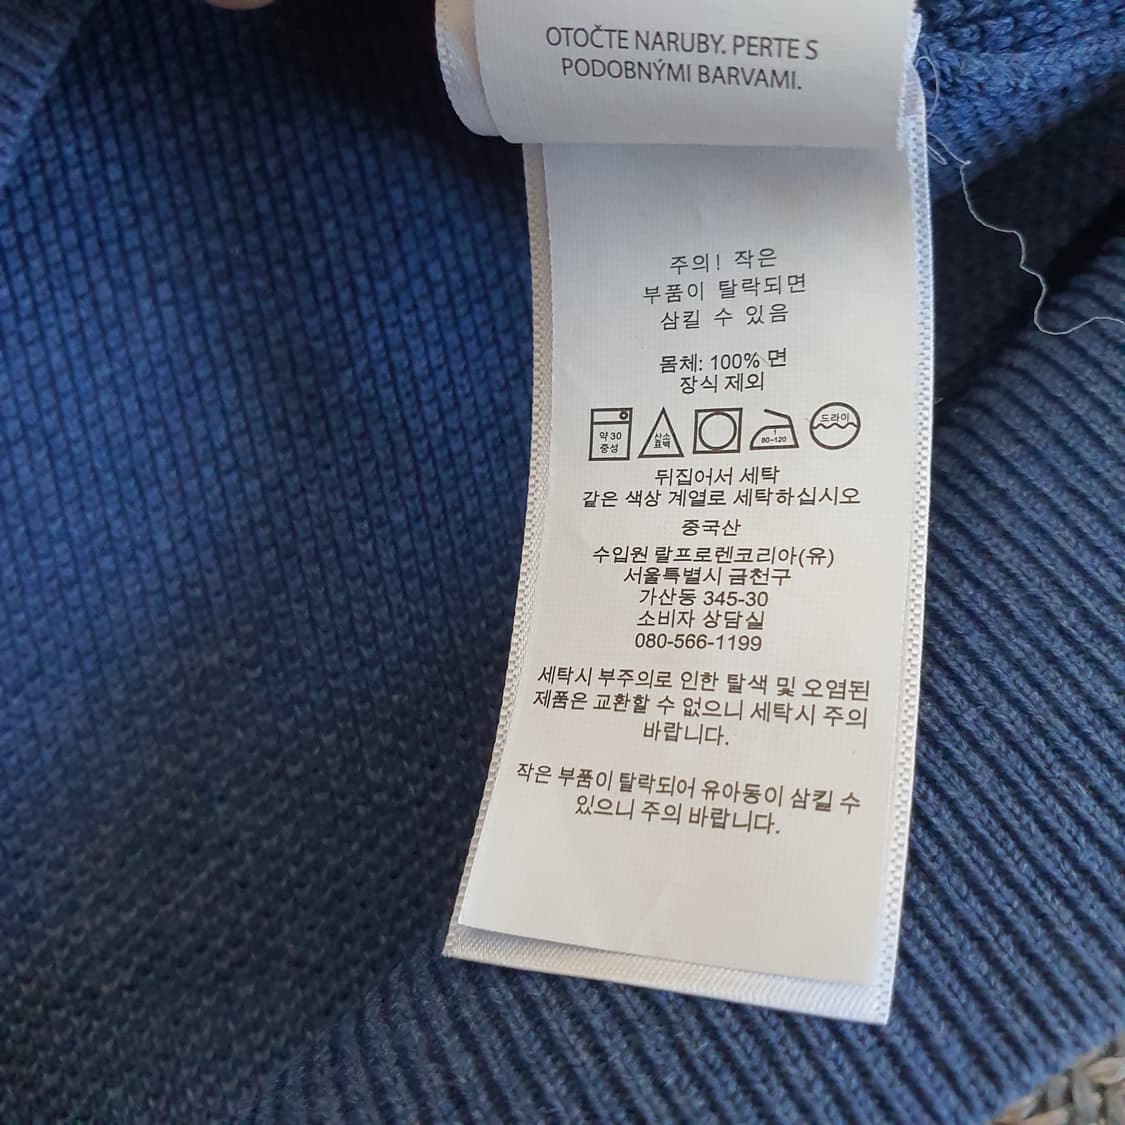 OTOČTE NARUBY. PERTE S
PODOBNÝMI BARVAMI.
주의! 작은
부품이 탈락되면
삼킬 수 있음
몸체: 100% 면
장식 제외
약 30
중성
산소
표백
1
80~120
드라이
뒤집어서 세탁
같은 색상 계열로 세탁하십시오
중국산
수입원 랄프로렌코리아(유)
서울특별시 금천구
가산동 345-30
소비자 상담실
080-566-1199
세탁시 부주의로 인한 탈색 및 오염된
제품은 교환할 수 없으니 세탁시 주의
바랍니다.
작은 부품이 탈락되어 유아동이 삼킬 수
있으니 주의 바랍니다.